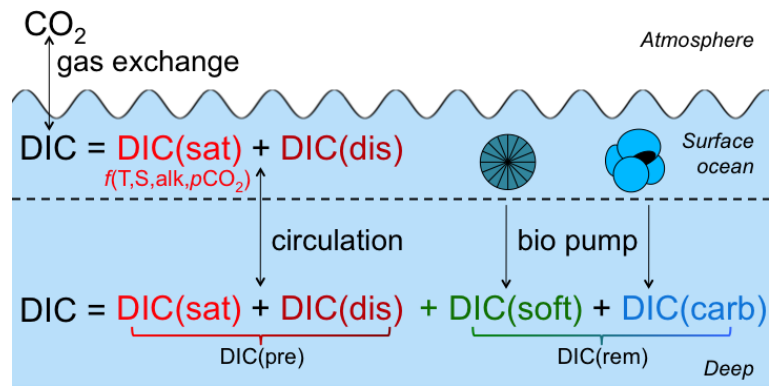 CO₂
Atmosphere
gas exchange
DIC = DIC(sat) + DIC(dis)
f(T,S,alk,pCO₂)
Surface
ocean
circulation
bio pump
DIC = DIC(sat) + DIC(dis) + DIC(soft) + DIC(carb)
DIC(pre)
DIC(rem)
Deep